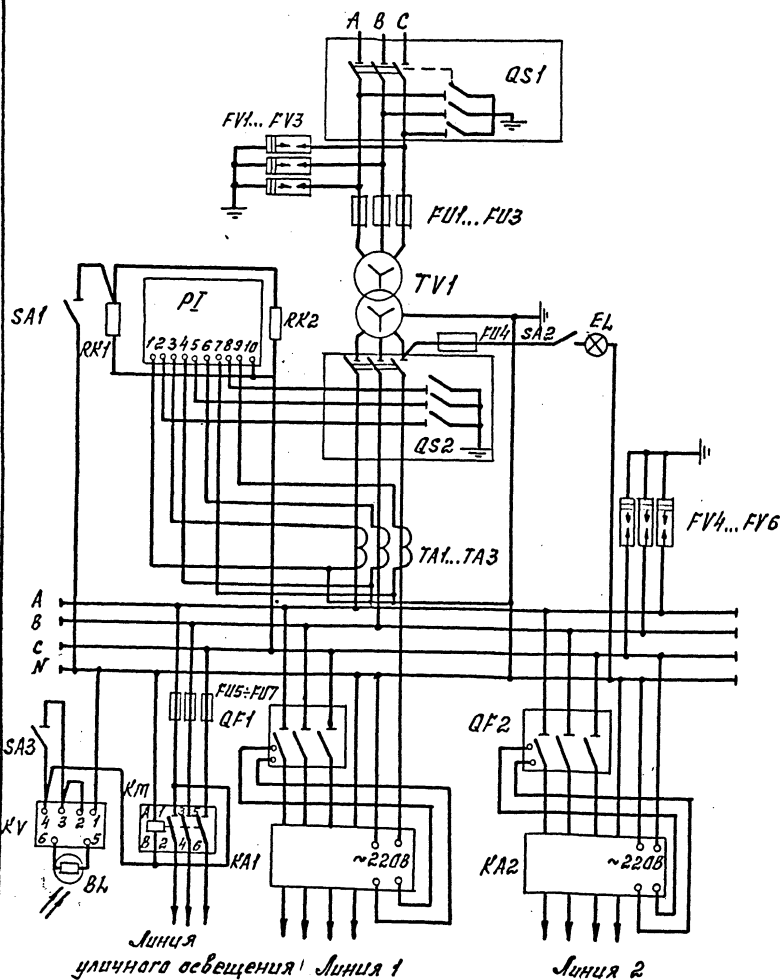 A B C
QS1
FV1... FV3
FU1...FU3
TV1
PI
SA1
RK1
RK2
1 2 3 4 5 6 7 8 9 10
FU4 SA2 EL
QS2
FV4...FV6
TA1...TA3
A
B
C
N
FU5÷FU7
QF1
QF2
SA3
KM
A 1 3 5
B 2 4 6
KV
4 3 2 1
6 5
BL
KA1
~220В
KA2
~220В
Линия
уличного освещения
Линия 1
Линия 2